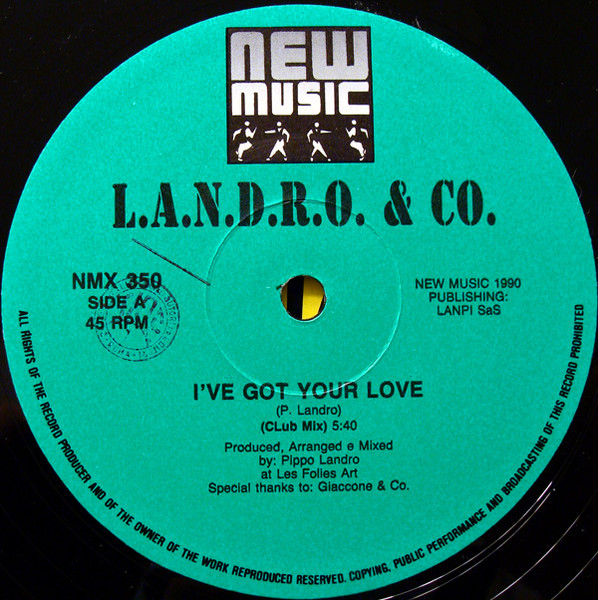 NEW
MUSIC
L.A.N.D.R.O. & CO.
NMX 350
SIDE A
45 RPM
NEW MUSIC 1990
PUBLISHING:
LANPI SaS
I'VE GOT YOUR LOVE
(P. Landro)
(CLub Mix) 5:40
Produced, Arranged e Mixed
by: Pippo Landro
at Les Folies Art
Special thanks to: Giaccone & Co.
ALL RIGHTS OF THE RECORD PRODUCER AND OF THE OWNER OF THE WORK REPRODUCED RESERVED. COPYING, PUBLIC PERFORMANCE AND BROADCASTING OF THIS RECORD PROHIBITED